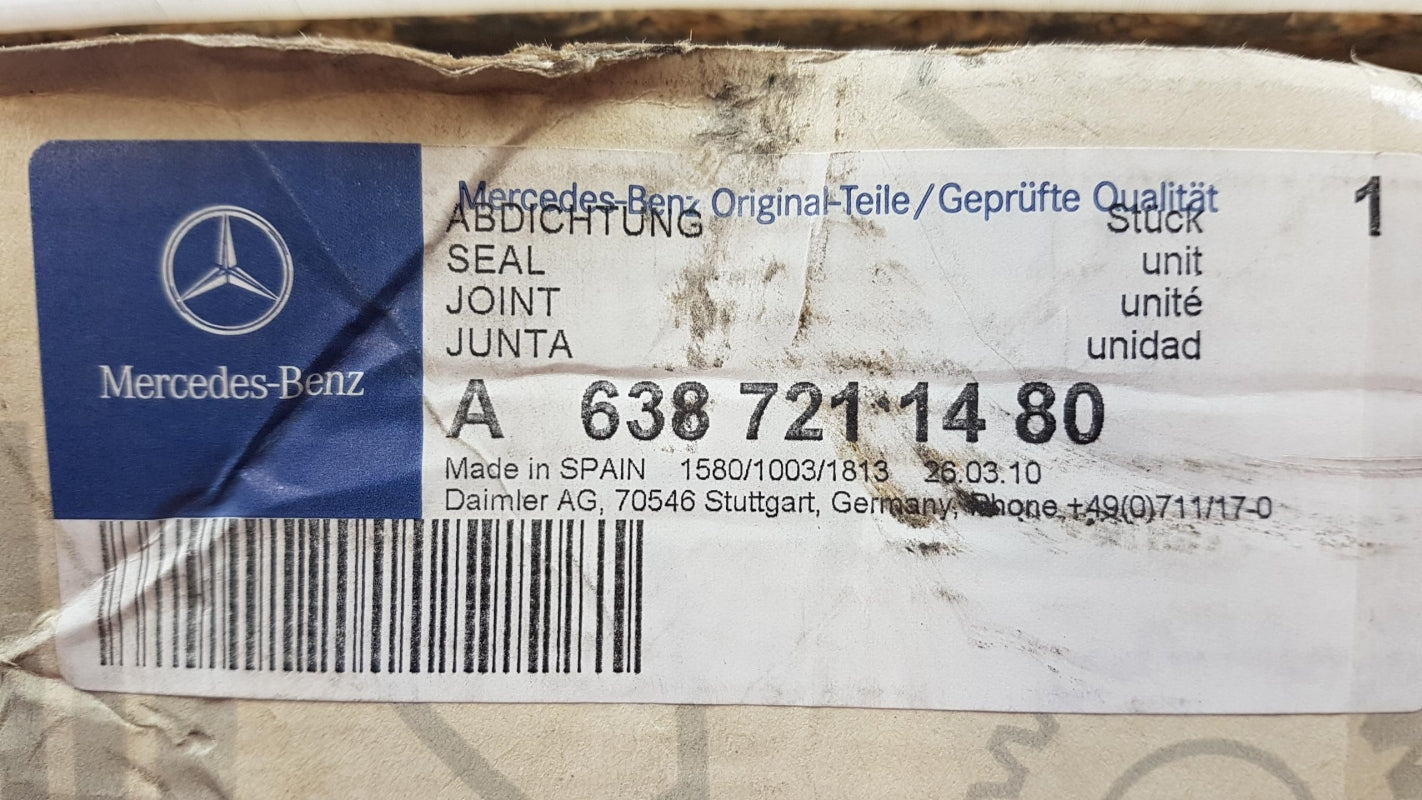 Mercedes-Benz
Mercedes-Benz Original-Teile/Geprüfte Qualität
ABDICHTUNG Stück 1
SEAL unit
JOINT unité
JUNTA unidad
A 638 721 14 80
Made in SPAIN 1580/1003/1813 26.03.10
Daimler AG, 70546 Stuttgart, Germany, Phone +49(0)711/17-0